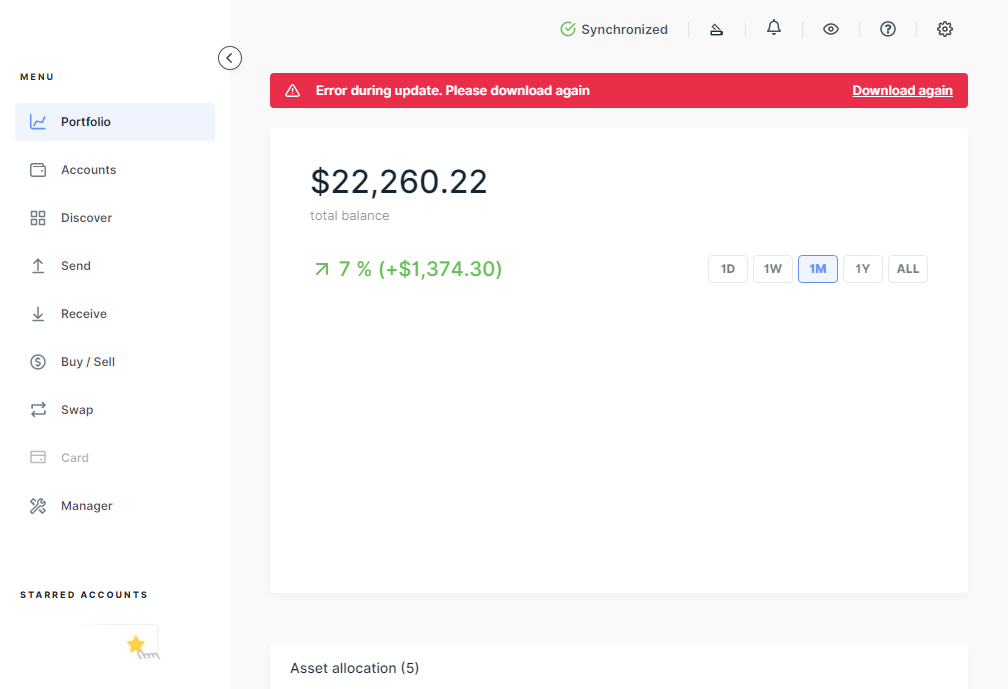 Synchronized
MENU
Error during update. Please download again Download again
Portfolio
Accounts
Discover
Send
Receive
Buy / Sell
Swap
Card
Manager
STARRED ACCOUNTS
$22,260.22
total balance
7 % (+$1,374.30)
1D 1W 1M 1Y ALL
Asset allocation (5)